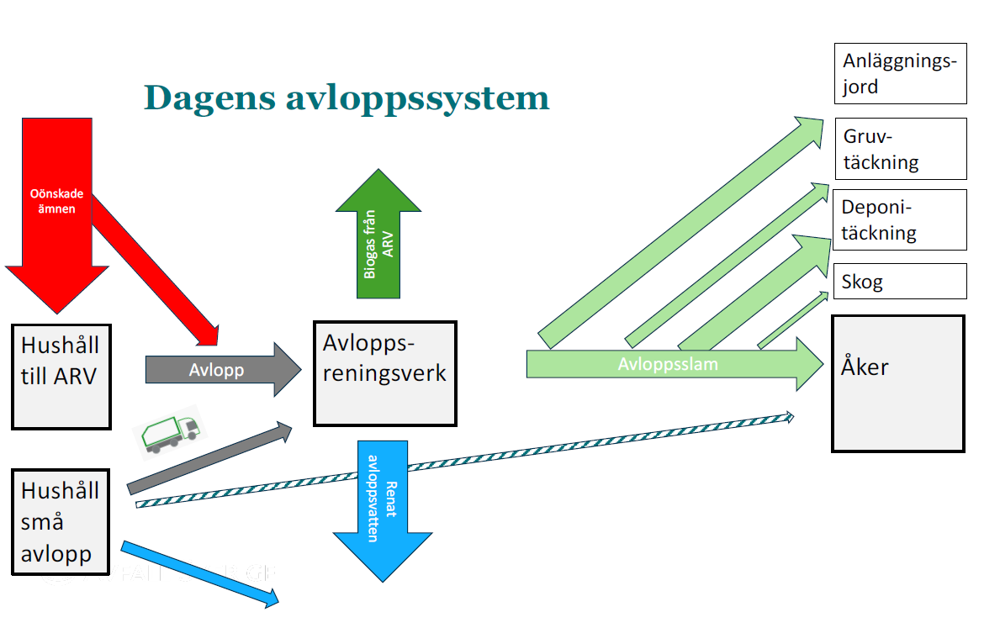 Dagens avloppssystem
Oönskade
ämnen
Hushåll
till ARV
Avlopp
Hushåll
små
avlopp
Biogas från
ARV
Avlopps-
reningsverk
Renat
avloppsvatten
Avloppsslam
Anläggnings-
jord
Gruv-
täckning
Deponi-
täckning
Skog
Åker